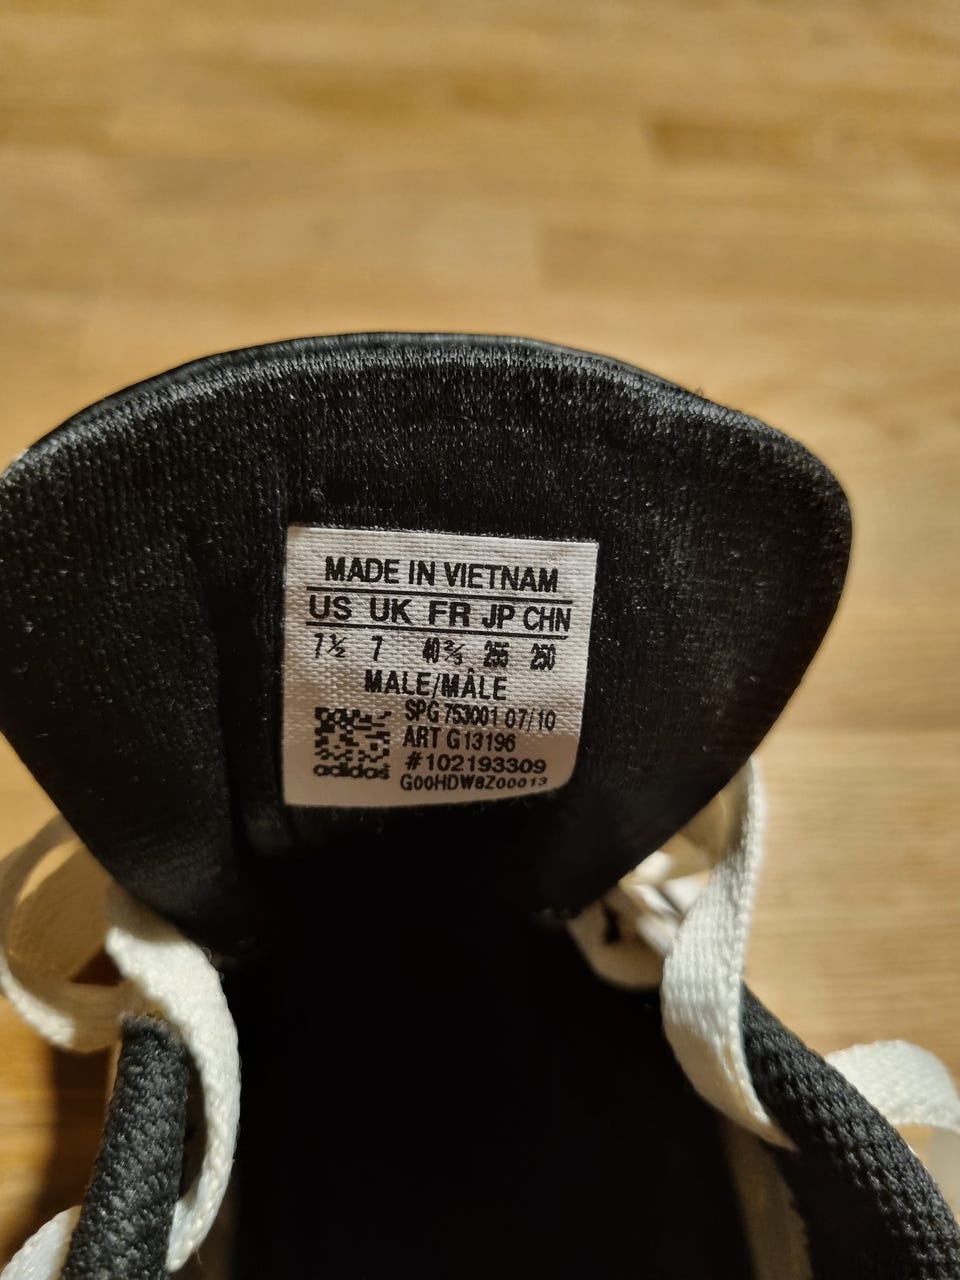 MADE IN VIETNAM
US UK FR JP CHN
7½ 7 40⅔ 255 250
MALE/MÂLE
SPG 753001 07/10
ART G13196
#102193309
adidas G00HDW8Z00013